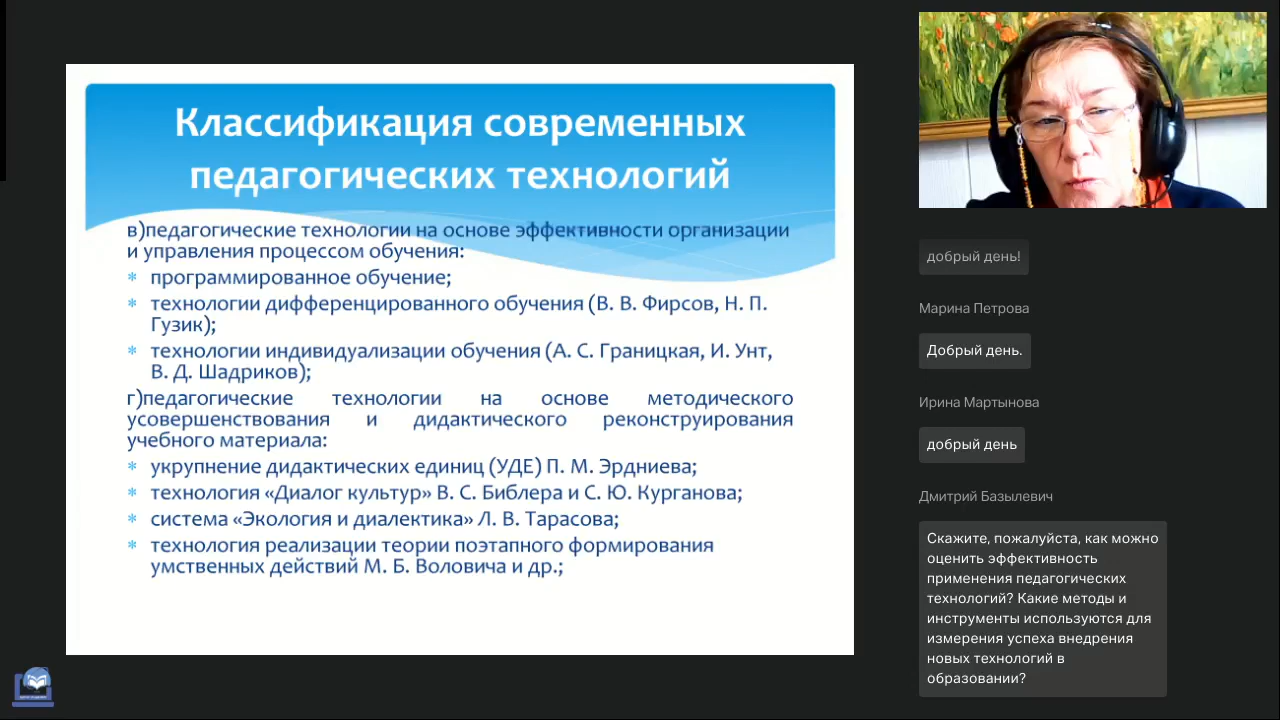 Классификация современных
педагогических технологий
в)педагогические технологии на основе эффективности организации
и управления процессом обучения:
* программированное обучение;
* технологии дифференцированного обучения (В. В. Фирсов, Н. П.
Гузик);
* технологии индивидуализации обучения (А. С. Границкая, И. Унт,
В. Д. Шадриков);
г)педагогические технологии на основе методического
усовершенствования и дидактического реконструирования
учебного материала:
* укрупнение дидактических единиц (УДЕ) П. М. Эрдниева;
* технология «Диалог культур» В. С. Библера и С. Ю. Курганова;
* система «Экология и диалектика» Л. В. Тарасова;
* технология реализации теории поэтапного формирования
умственных действий М. Б. Воловича и др.;
добрый день!
Марина Петрова
Добрый день.
Ирина Мартынова
добрый день
Дмитрий Базылевич
Скажите, пожалуйста, как можно
оценить эффективность
применения педагогических
технологий? Какие методы и
инструменты используются для
измерения успеха внедрения
новых технологий в
образовании?